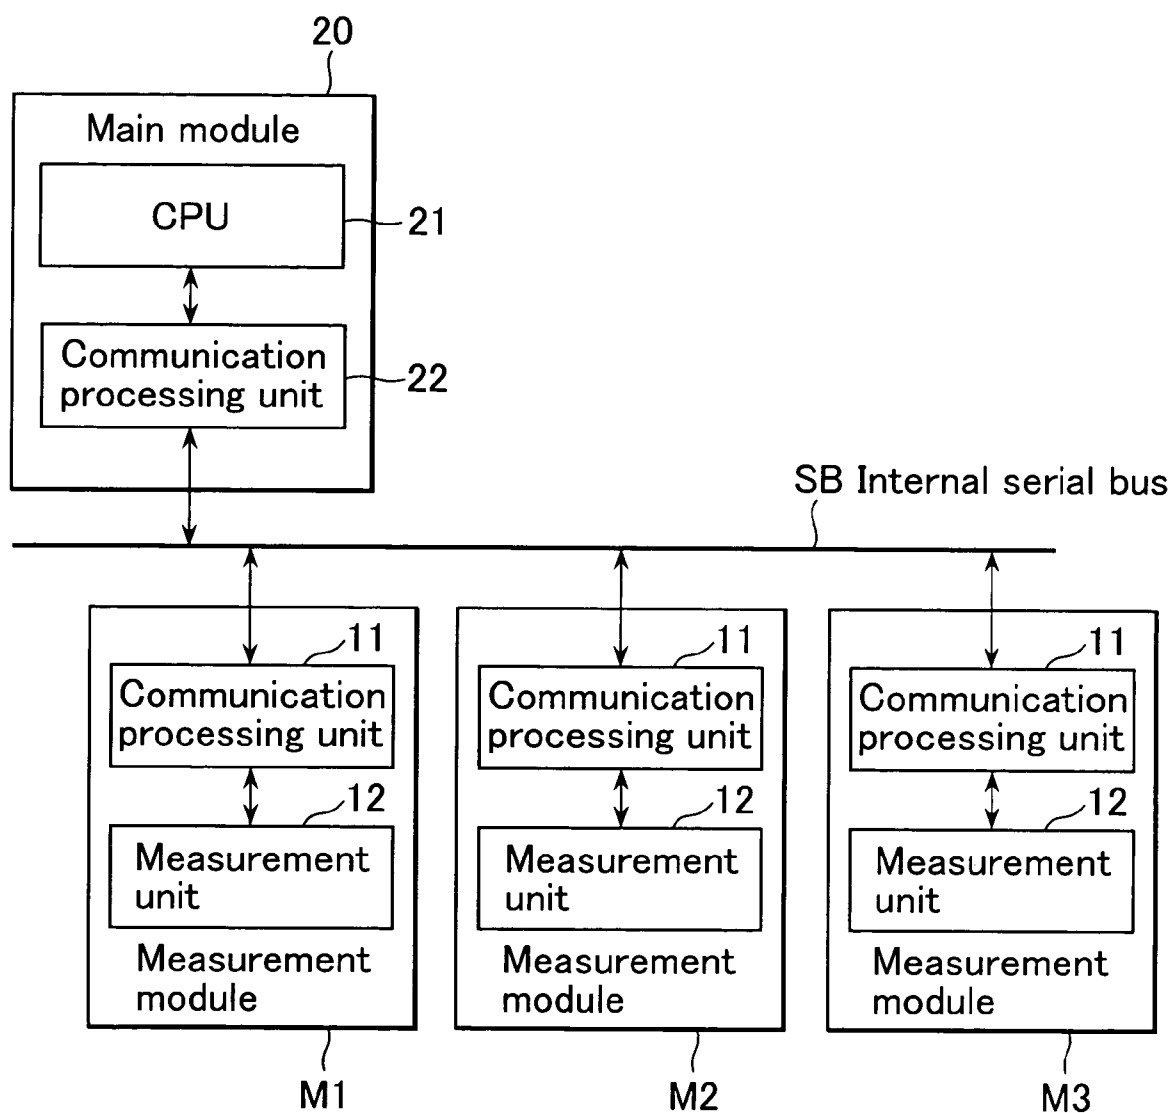 20
Main module
CPU
21
Communication
processing unit
22
SB Internal serial bus
11
Communication
processing unit
12
Measurement
unit
Measurement
module
M1
11
Communication
processing unit
12
Measurement
unit
Measurement
module
M2
11
Communication
processing unit
12
Measurement
unit
Measurement
module
M3